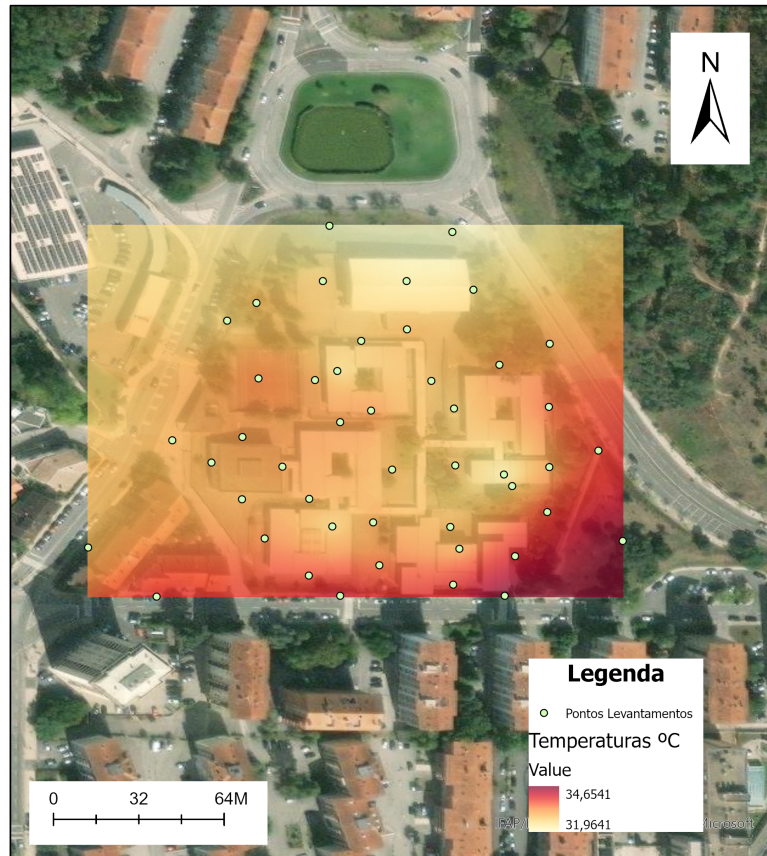 N
Legenda
Pontos Levantamentos
Temperaturas ºC
Value
34,6541
31,9641
0 32 64M
Microsoft